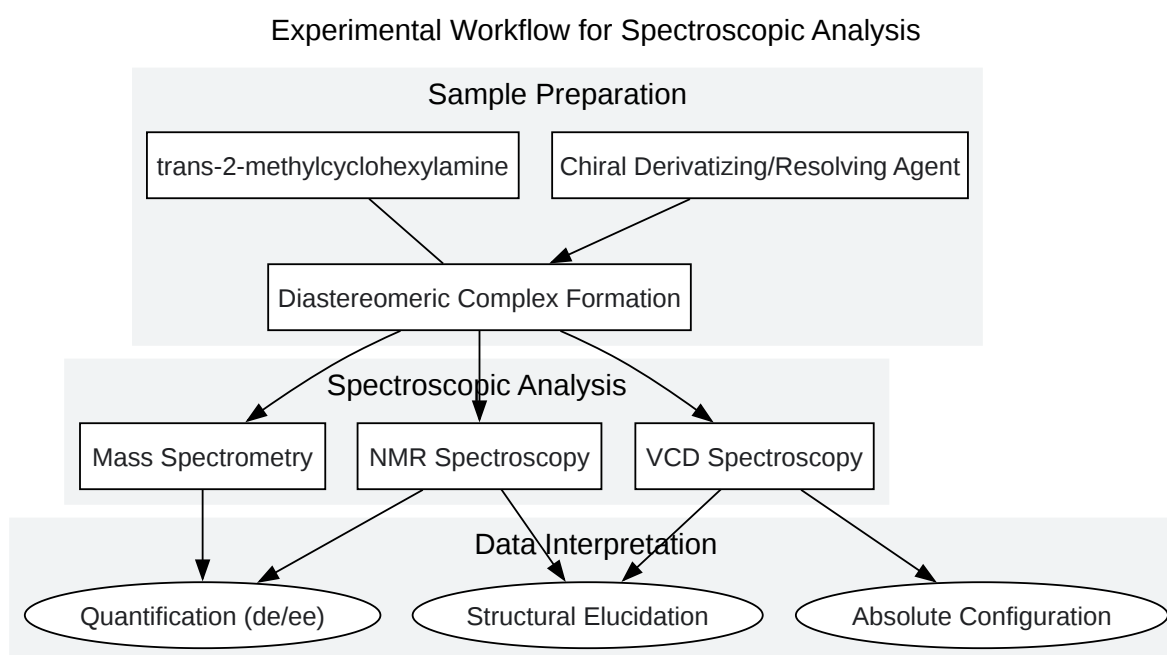 Experimental Workflow for Spectroscopic Analysis
Sample Preparation
trans-2-methylcyclohexylamine
Chiral Derivatizing/Resolving Agent
Diastereomeric Complex Formation
Spectroscopic Analysis
Mass Spectrometry
NMR Spectroscopy
VCD Spectroscopy
Data Interpretation
Quantification (de/ee)
Structural Elucidation
Absolute Configuration